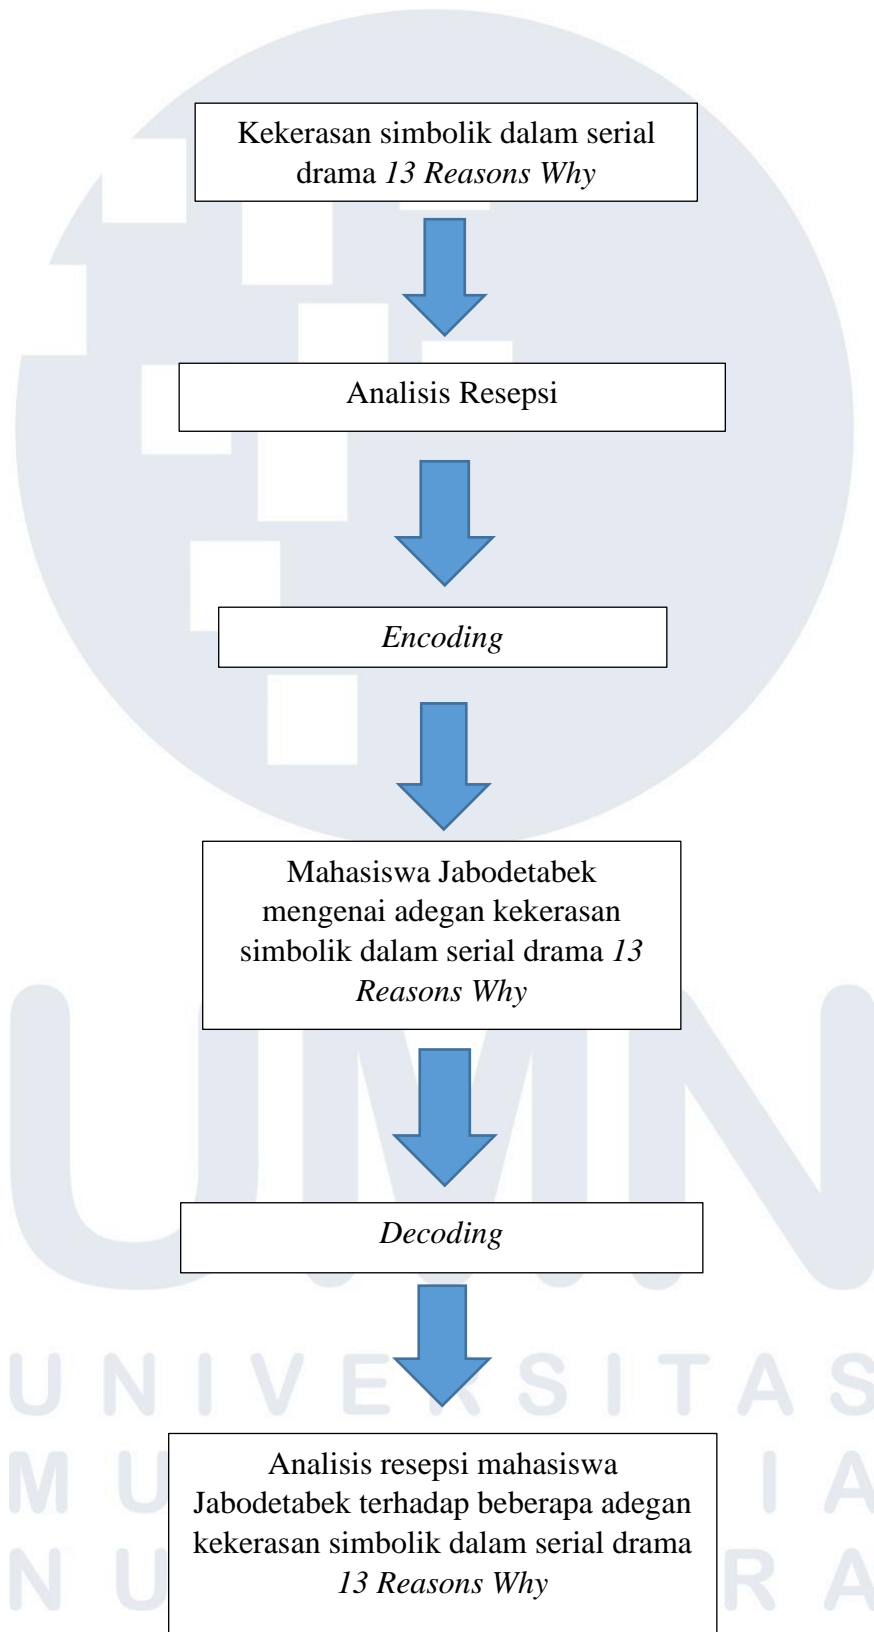 Kekerasan simbolik dalam serial
drama 13 Reasons Why
Analisis Resepsi
Encoding
Mahasiswa Jabodetabek
mengenai adegan kekerasan
simbolik dalam serial drama 13
Reasons Why
Decoding
Analisis resepsi mahasiswa
Jabodetabek terhadap beberapa adegan
kekerasan simbolik dalam serial drama
13 Reasons Why
UMN
UNIVERSITAS